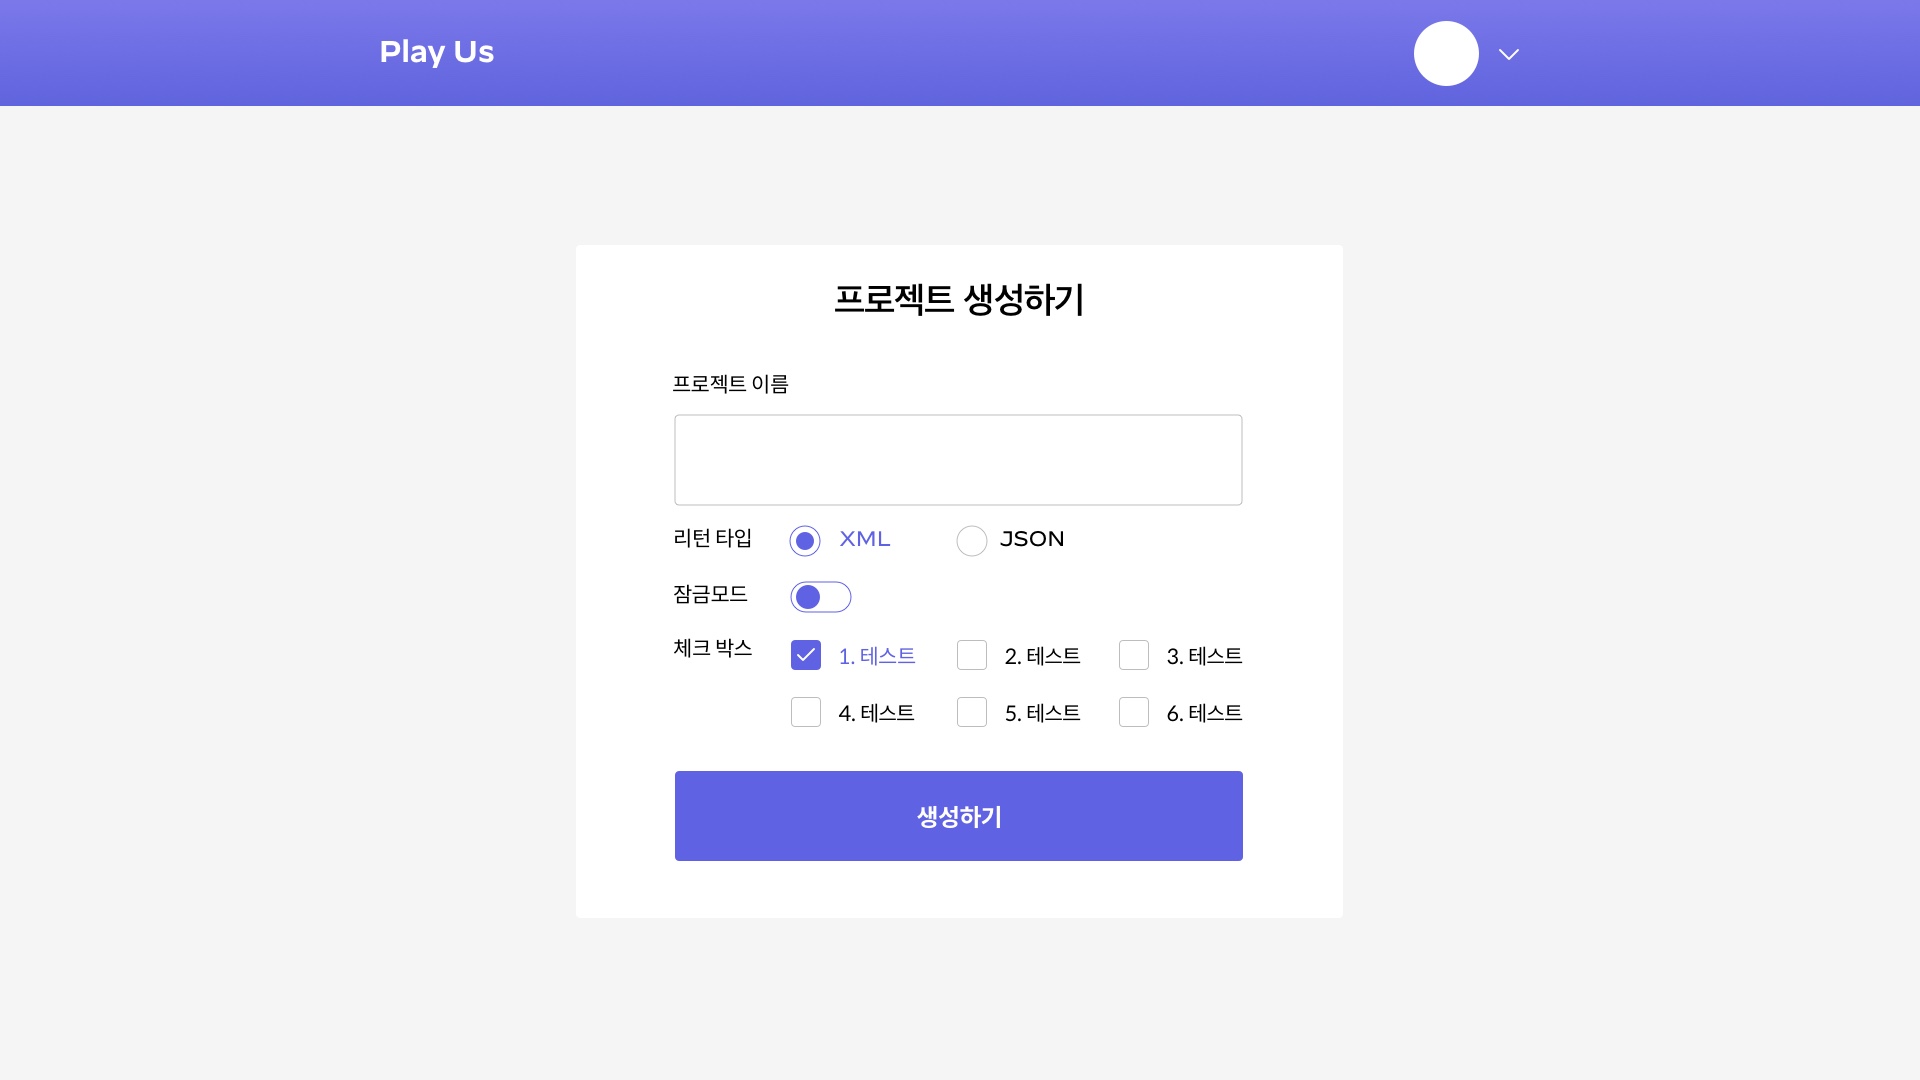 Play Us
프로젝트 생성하기
프로젝트 이름
리턴 타입 XML JSON
잠금모드
체크 박스 1. 테스트 2. 테스트 3. 테스트
4. 테스트 5. 테스트 6. 테스트
생성하기